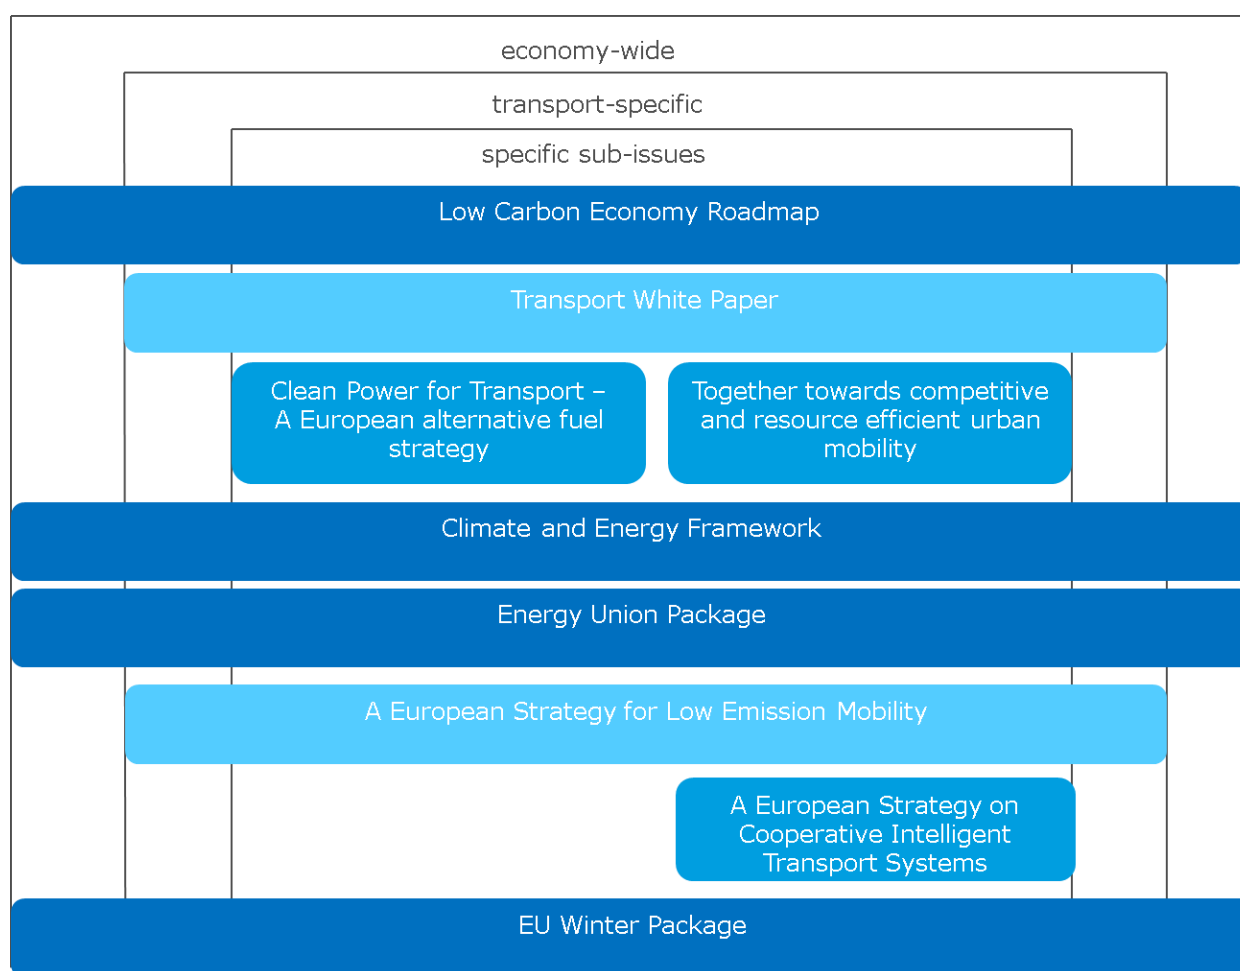 economy-wide
transport-specific
specific sub-issues
Low Carbon Economy Roadmap
Transport White Paper
Clean Power for Transport –
A European alternative fuel
strategy
Together towards competitive
and resource efficient urban
mobility
Climate and Energy Framework
Energy Union Package
A European Strategy for Low Emission Mobility
A European Strategy on
Cooperative Intelligent
Transport Systems
EU Winter Package